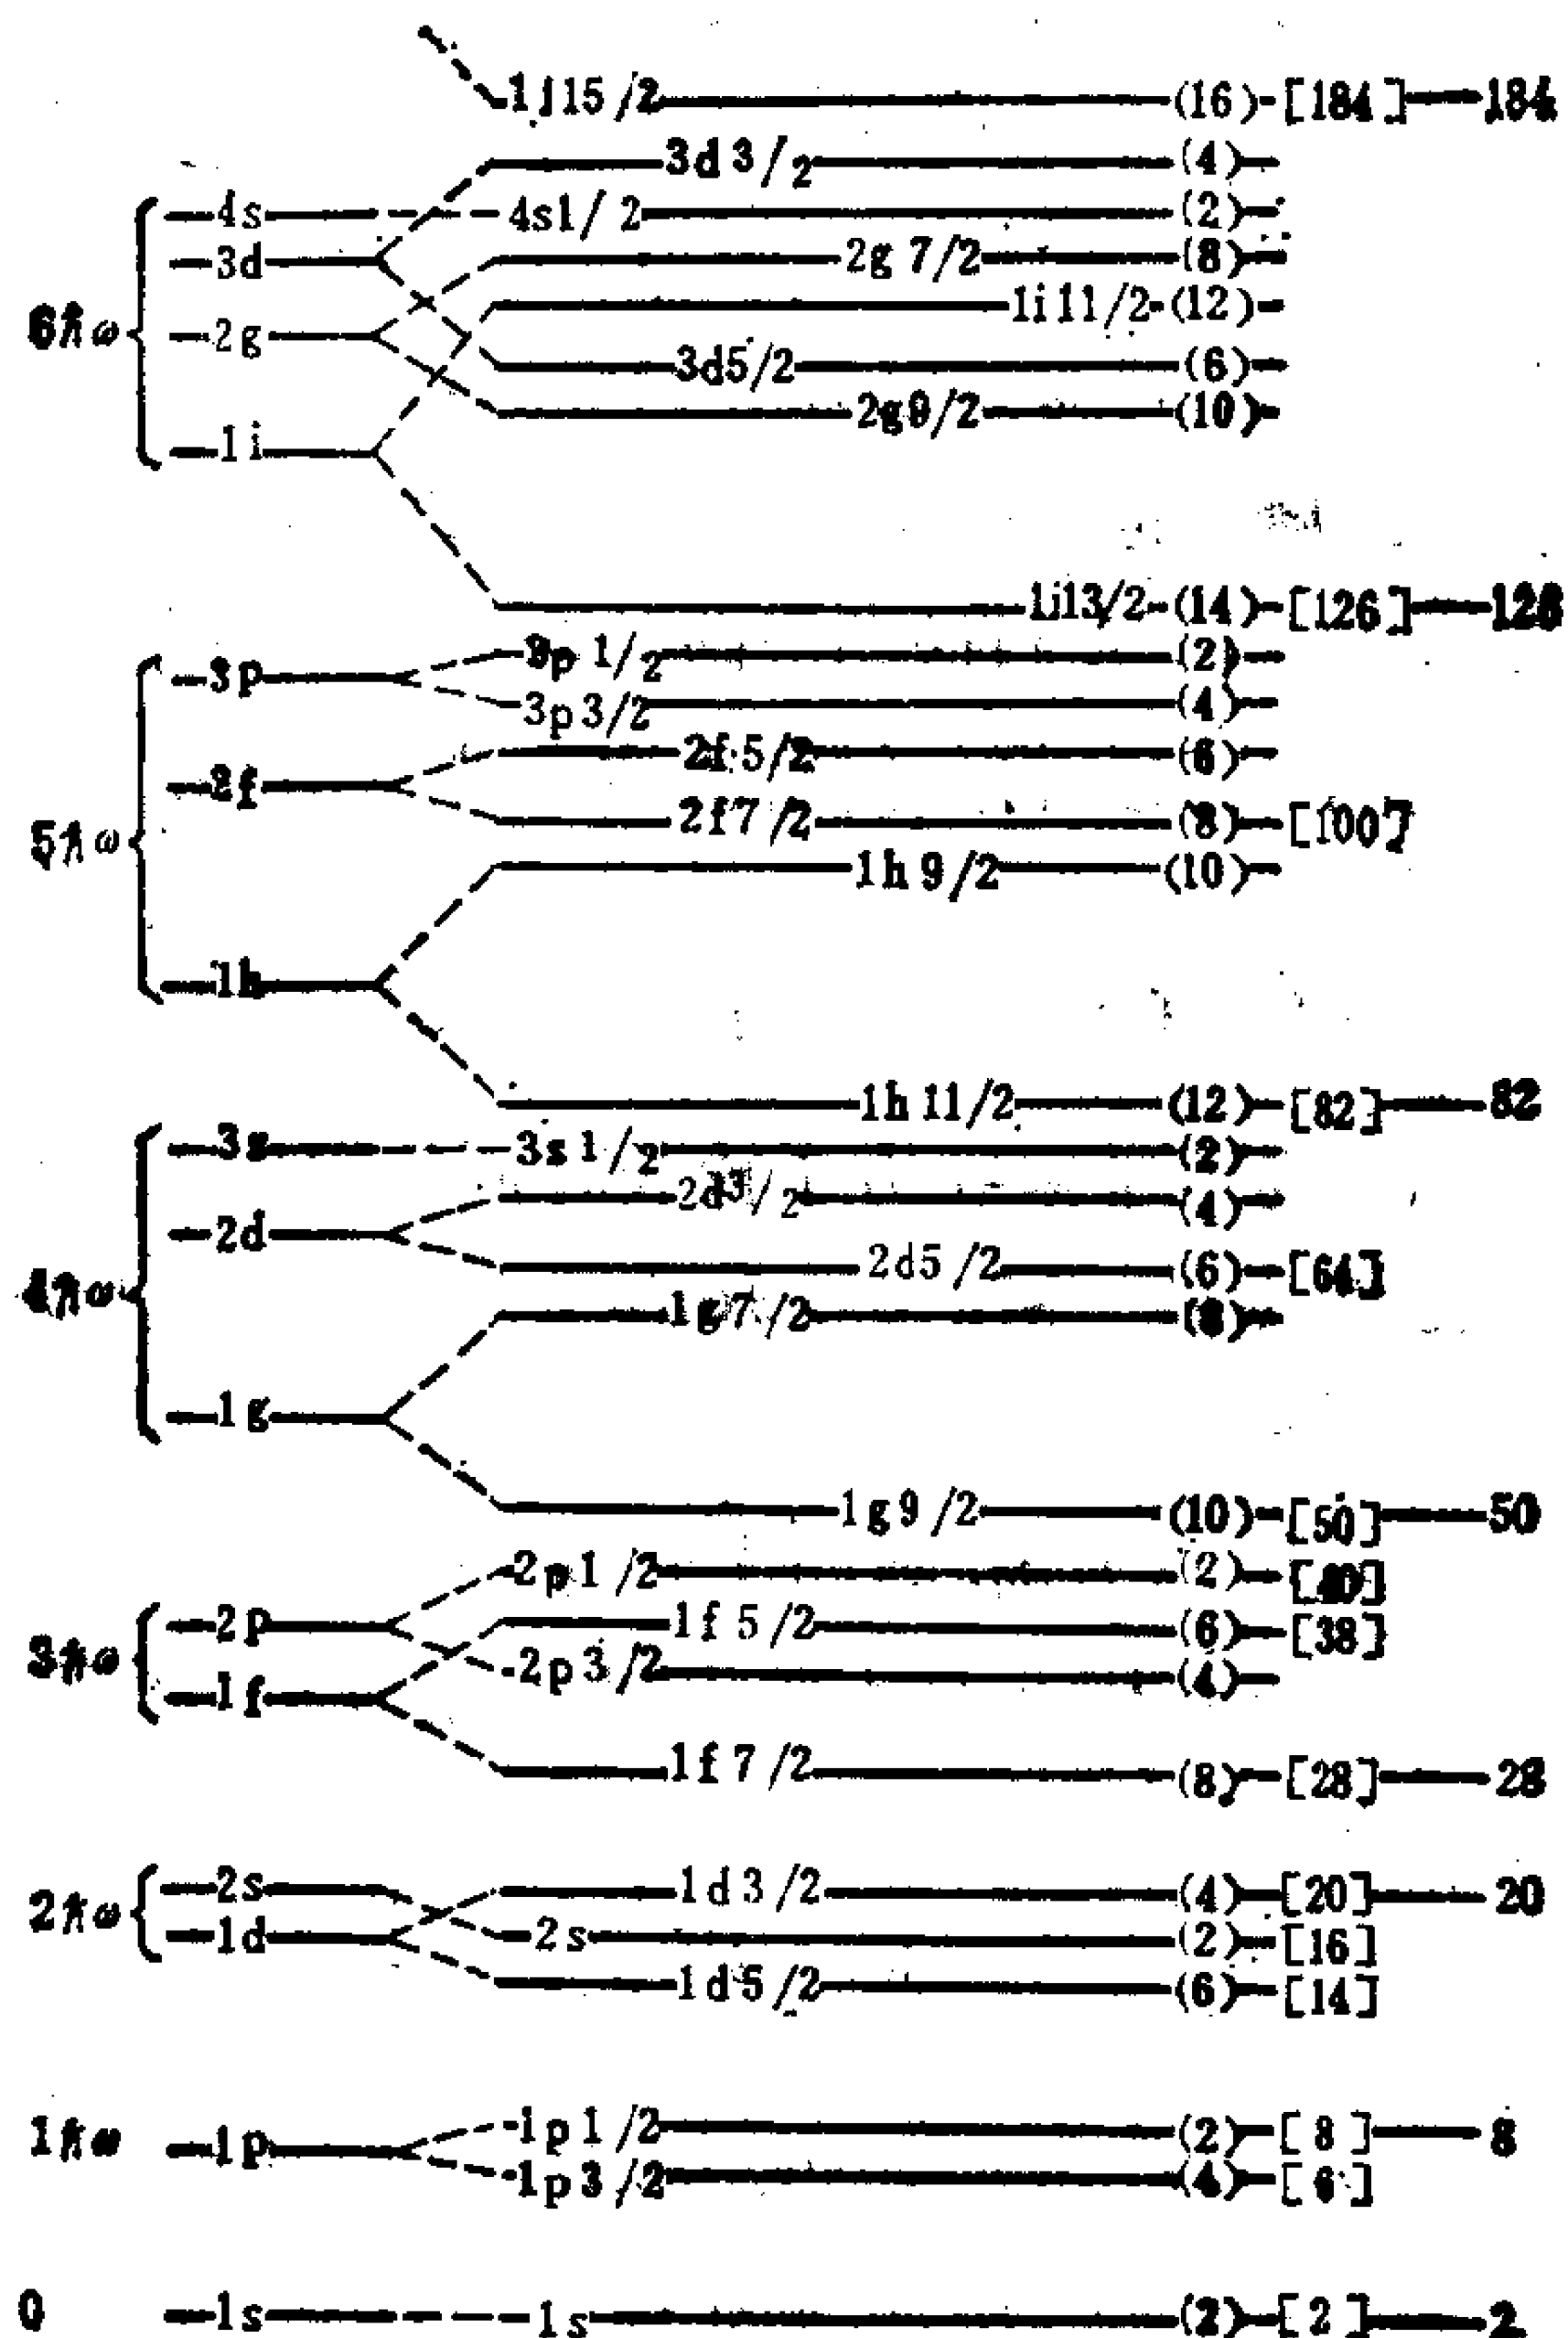 1j15/2 (16) [184] 184
3d3/2 (4)
4s 4s1/2 (2)
3d 2g7/2 (8)
1i11/2 (12)
6ħω 2g
3d5/2 (6)
2g9/2 (10)
1i
1i13/2 (14) [126] 126
3p1/2 (2)
3p
3p3/2 (4)
2f5/2 (6)
2f
2f7/2 (8) [100]
5ħω
1h9/2 (10)
1h
1h11/2 (12) [82] 82
3s 3s1/2 (2)
2d3/2 (4)
2d
2d5/2 (6) [64]
4ħω
1g7/2 (8)
1g
1g9/2 (10) [50] 50
2p1/2 (2) [40]
2p 1f5/2 (6) [38]
3ħω
2p3/2 (4)
1f
1f7/2 (8) [28] 28
2s 1d3/2 (4) [20] 20
2ħω
1d 2s (2) [16]
1d5/2 (6) [14]
1p1/2 (2) [8] 8
1ħω 1p
1p3/2 (4) [6]
0 1s 1s (2) [2] 2